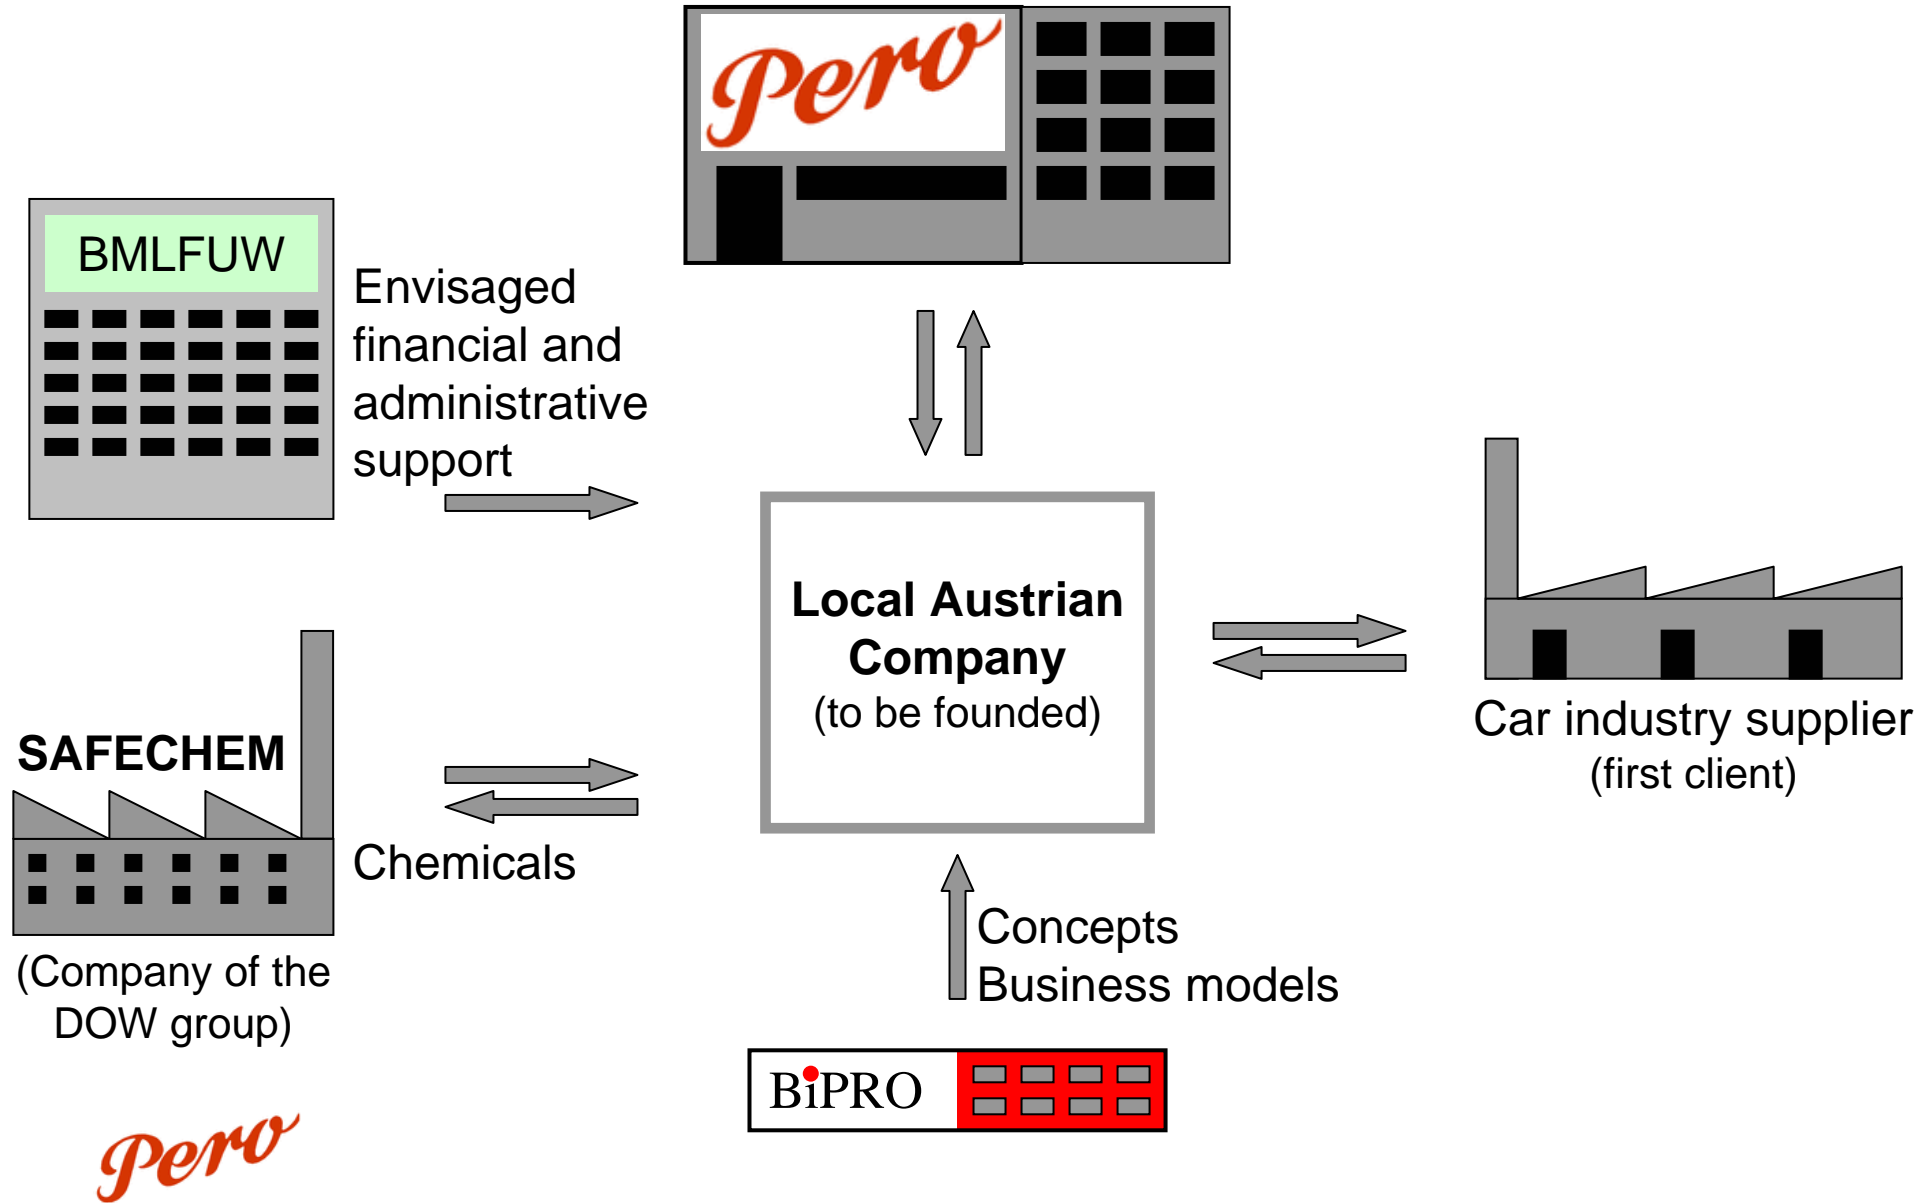 Pero
BMLFUW
Envisaged
financial and
administrative
support
Local Austrian
Company
(to be founded)
Car industry supplier
(first client)
SAFECHEM
Chemicals
(Company of the
DOW group)
Concepts
Business models
BiPRO
Pero